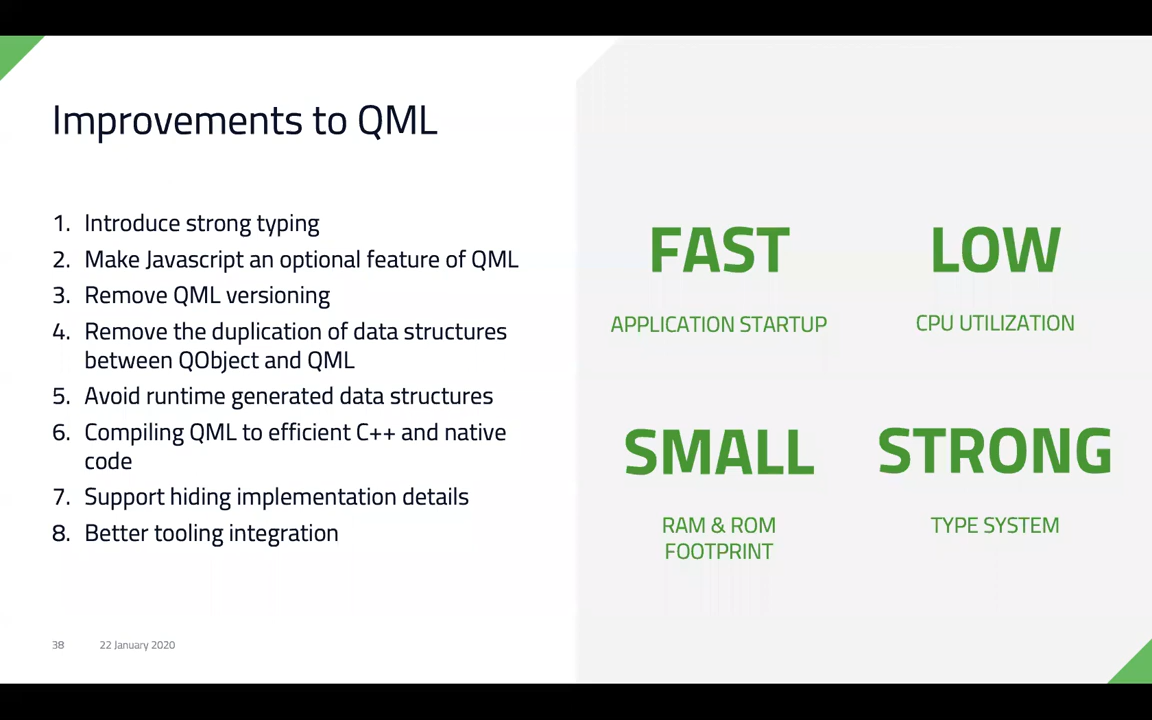 Improvements to QML
1. Introduce strong typing
2. Make Javascript an optional feature of QML
3. Remove QML versioning
4. Remove the duplication of data structures
between QObject and QML
5. Avoid runtime generated data structures
6. Compiling QML to efficient C++ and native
code
7. Support hiding implementation details
8. Better tooling integration
FAST
APPLICATION STARTUP
LOW
CPU UTILIZATION
SMALL
RAM & ROM
FOOTPRINT
STRONG
TYPE SYSTEM
38 22 January 2020